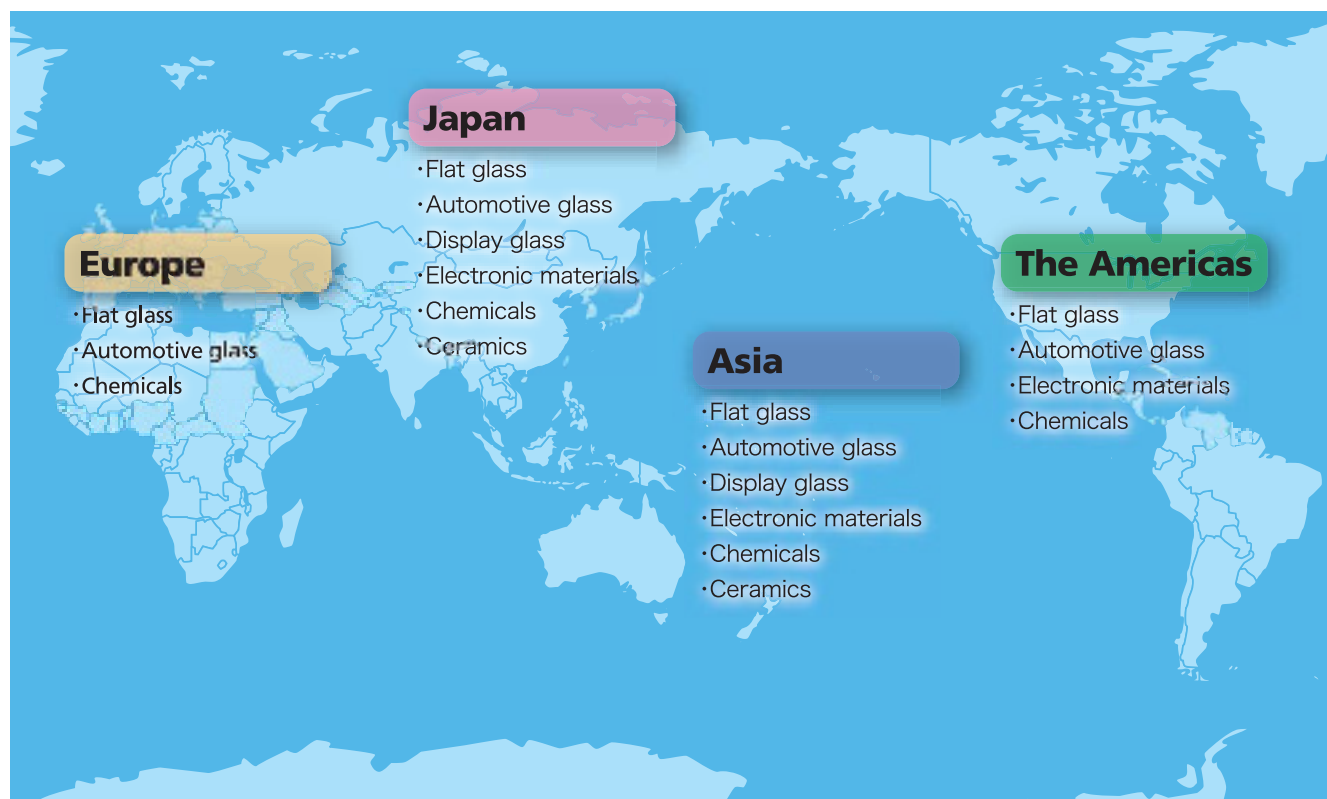 Japan
・Flat glass
・Automotive glass
・Display glass
・Electronic materials
・Chemicals
・Ceramics
Europe
・Flat glass
・Automotive glass
・Chemicals
Asia
・Flat glass
・Automotive glass
・Display glass
・Electronic materials
・Chemicals
・Ceramics
The Americas
・Flat glass
・Automotive glass
・Electronic materials
・Chemicals